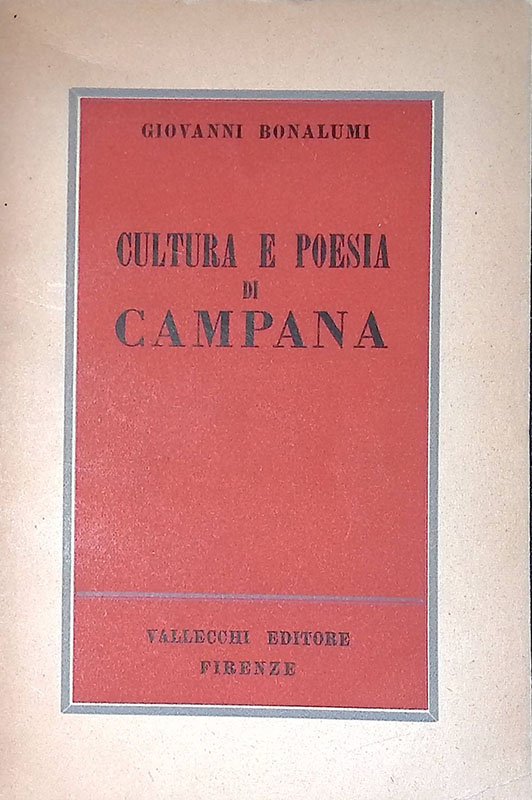 GIOVANNI BONALUMI
CULTURA E POESIA
DI
CAMPANA
VALLECCHI EDITORE
FIRENZE